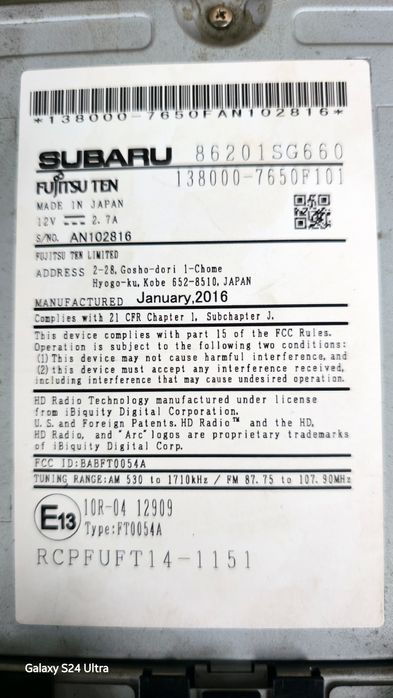 *138000-7650FAN102816*
SUBARU 86201SG660
FUJITSU TEN 138000-7650F101
MADE IN JAPAN
12V 2.7A
S/NO. AN102816
FUJITSU TEN LIMITED
ADDRESS 2-28, Gosho-dori 1-Chome
Hyogo-ku, Kobe 652-8510, JAPAN
MANUFACTURED January,2016
Complies with 21 CFR Chapter 1, Subchapter J.
This device complies with part 15 of the FCC Rules.
Operation is subject to the following two conditions:
(1) This device may not cause harmful interference, and
(2) this device must accept any interference received,
including interference that may cause undesired operation.
HD Radio Technology manufactured under license
from iBiquity Digital Corporation.
U.S. and Foreign Patents. HD Radio™ and the HD,
HD Radio, and "Arc" logos are proprietary trademarks
of iBiquity Digital Corp.
FCC ID:BABFT0054A
TUNING RANGE:AM 530 to 1710kHz / FM 87.75 to 107.90MHz
E13 10R-04 12909
Type:FT0054A
RCPFUFT14-1151
Galaxy S24 Ultra